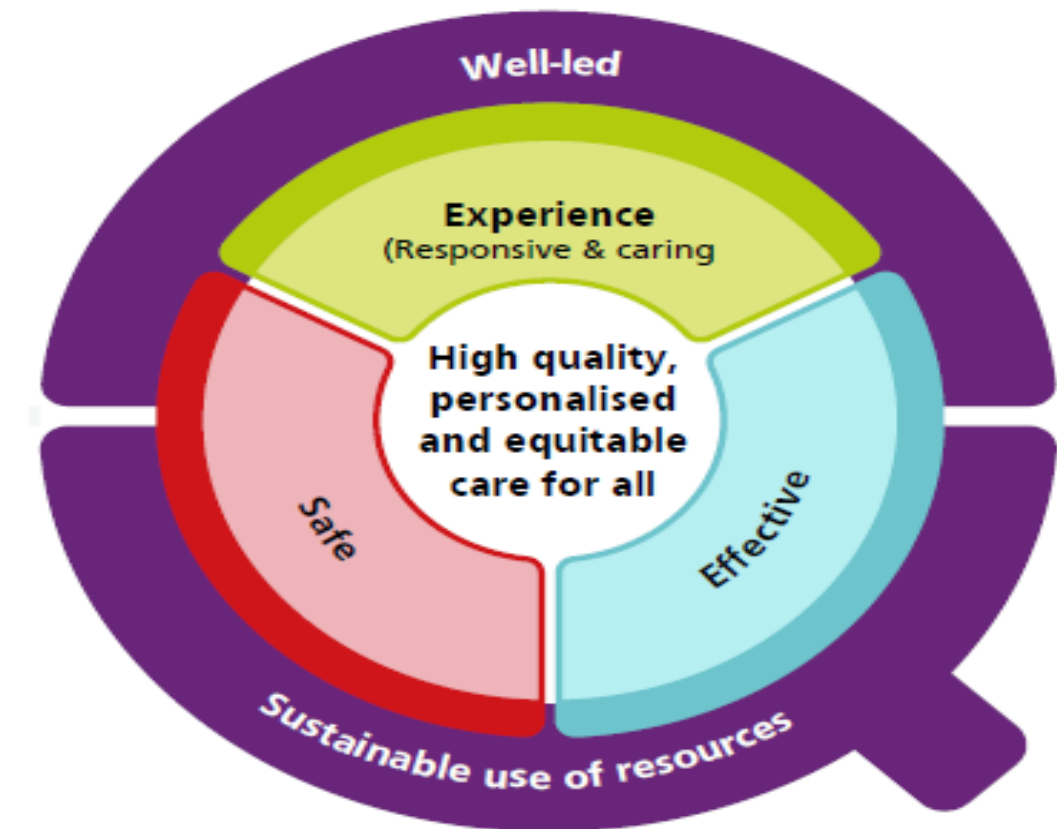 Well-led
Experience
(Responsive & caring
High quality,
personalised
and equitable
care for all
Safe
Effective
Sustainable use of resources